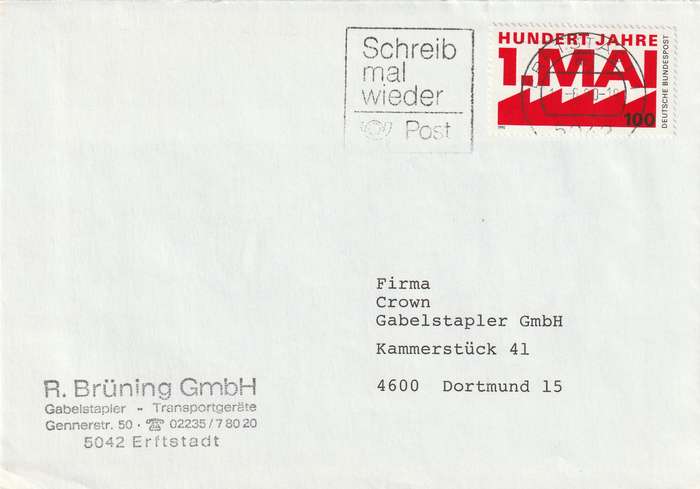 Schreib
mal
wieder
Post
HUNDERT JAHRE
1.MAI
100
DEUTSCHE BUNDESPOST
Firma
Crown
Gabelstapler GmbH
Kammerstück 41
4600 Dortmund 15
R. Brüning GmbH
Gabelstapler - Transportgeräte
Gennerstr. 50 · ☎ 02235/7 80 20
5042 Erftstadt